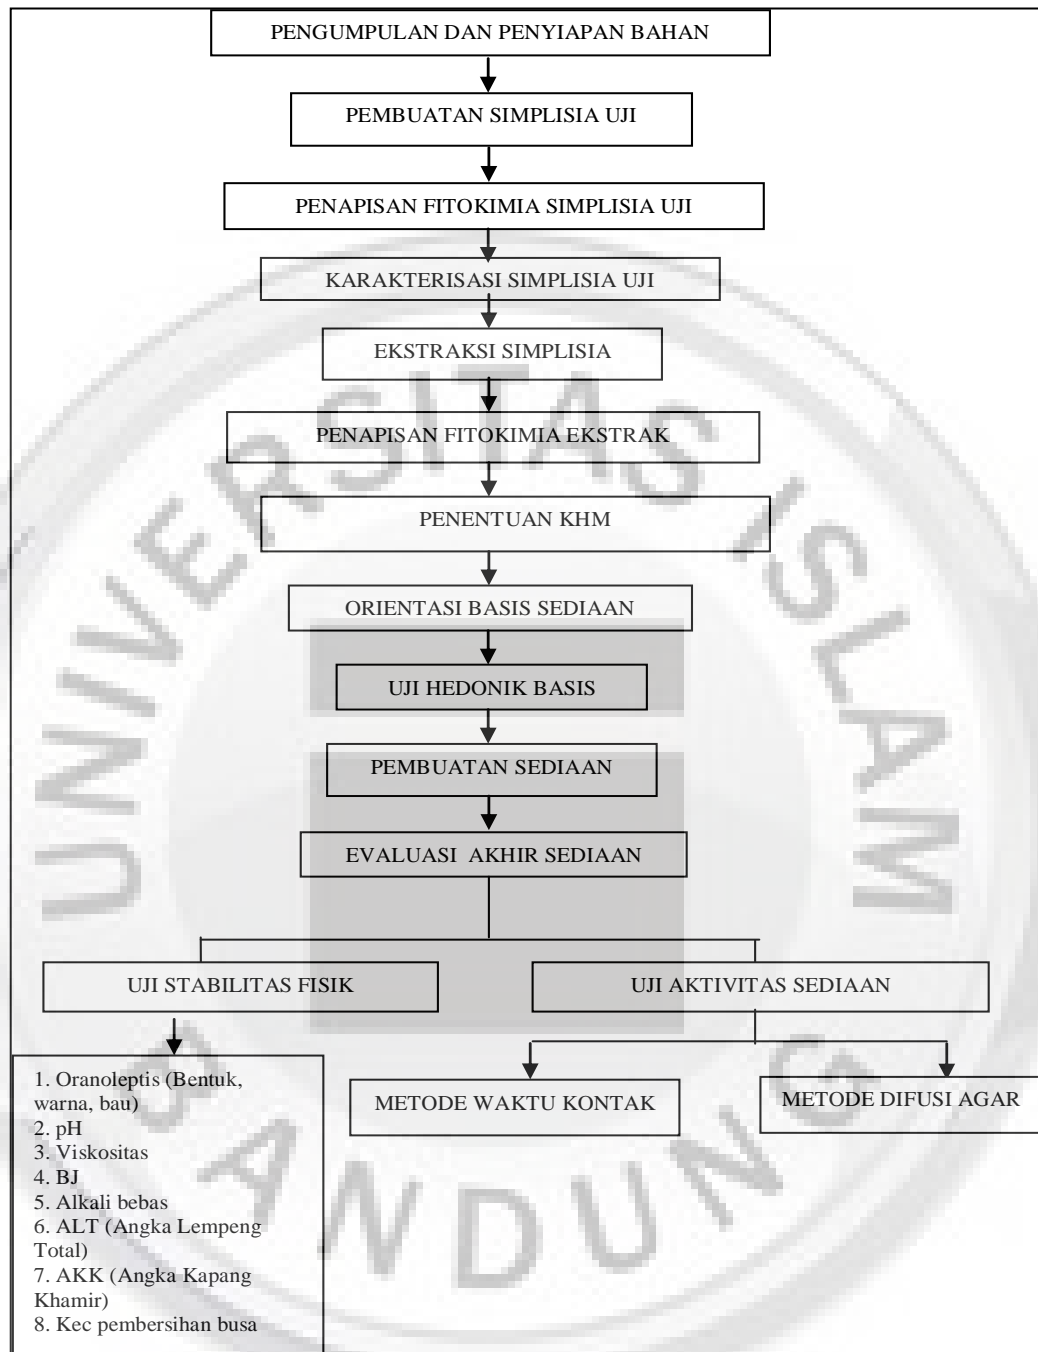 PENGUMPULAN DAN PENYIAPAN BAHAN
PEMBUATAN SIMPLISIA UJI
PENAPISAN FITOKIMIA SIMPLISIA UJI
KARAKTERISASI SIMPLISIA UJI
EKSTRAKSI SIMPLISIA
PENAPISAN FITOKIMIA EKSTRAK
PENENTUAN KHM
ORIENTASI BASIS SEDIAAN
UJI HEDONIK BASIS
PEMBUATAN SEDIAAN
EVALUASI AKHIR SEDIAAN
UJI STABILITAS FISIK
UJI AKTIVITAS SEDIAAN
1. Oranoleptis (Bentuk,
warna, bau)
2. pH
3. Viskositas
4. BJ
5. Alkali bebas
6. ALT (Angka Lempeng
Total)
7. AKK (Angka Kapang
Khamir)
8. Kec pembersihan busa
METODE WAKTU KONTAK
METODE DIFUSI AGAR
UNIVERSITAS ISLAM
BANDUNG